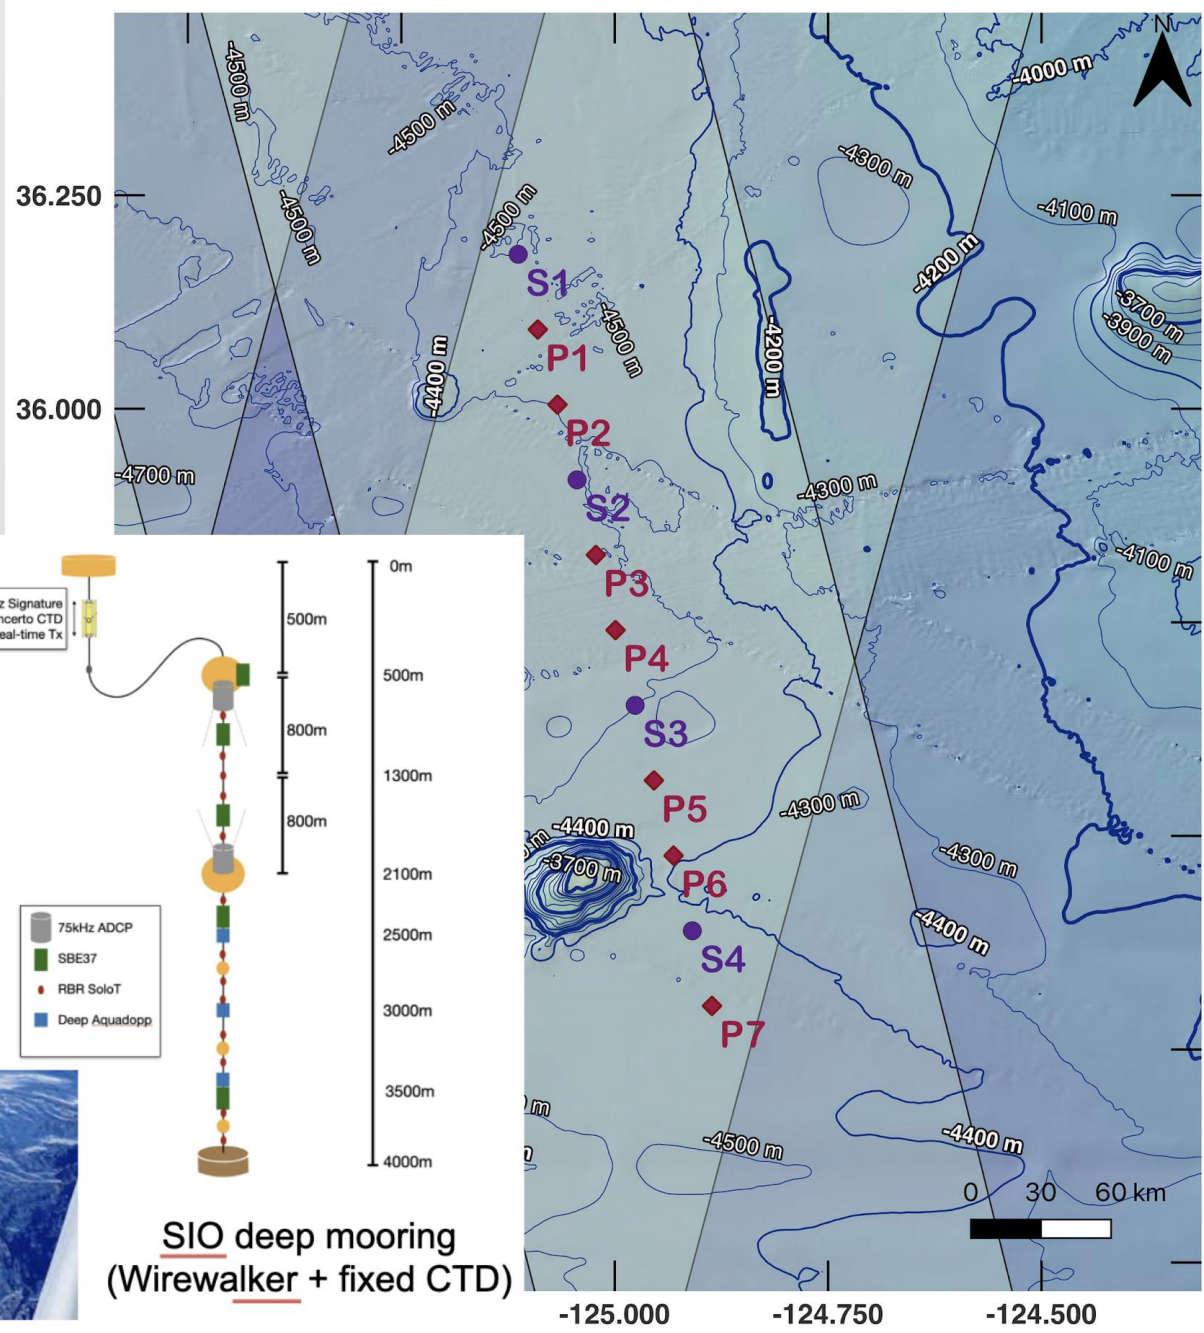 N
-4500 m
-4500 m
-4000 m
-4300 m
36.250
-4500 m
-4500 m
-4100 m
-4200 m
S1
-3700 m
-3900 m
-4500 m
-4400 m
-4200 m
P1
36.000
P2
-4700 m
-4300 m
S2
-4100 m
P3
P4
S3
P5
-4300 m
-4400 m
-4300 m
-3700 m
P6
-4400 m
S4
P7
m
-4500 m
-4400 m
0 30 60 km
-125.000 -124.750 -124.500
z Signature
ncerto CTD
eal-time Tx
0m
500m
500m
800m
1300m
800m
2100m
2500m
3000m
3500m
4000m
75kHz ADCP
SBE37
RBR SoloT
Deep Aquadopp
SIO deep mooring
(Wirewalker + fixed CTD)